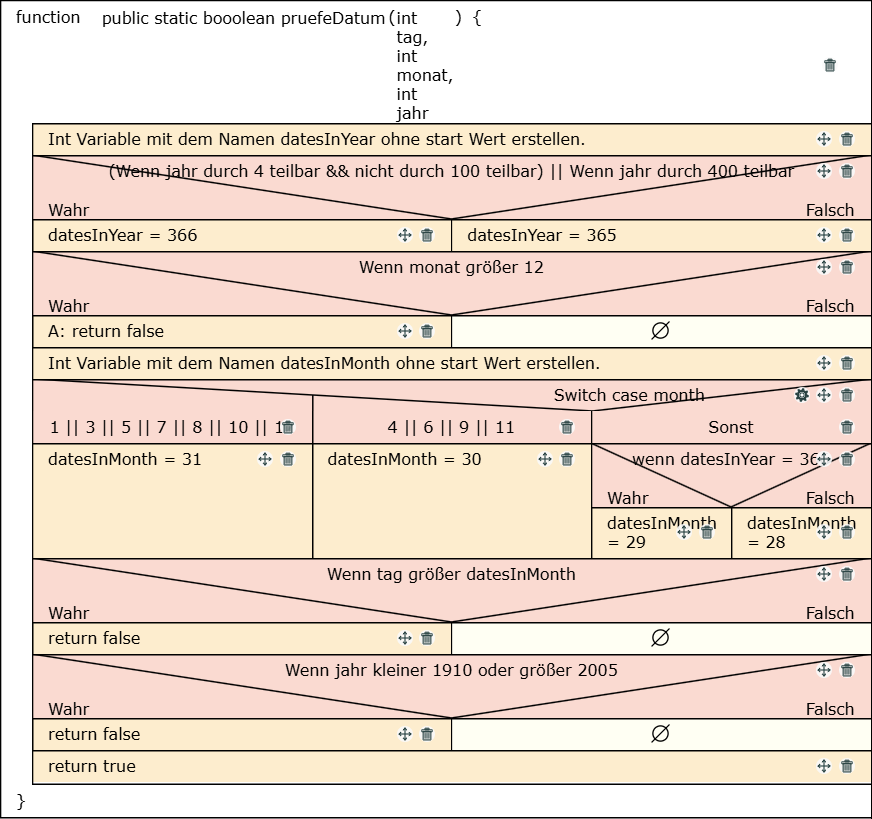 function public static booolean pruefeDatum (int ) {
tag,
int
monat,
int
jahr
Int Variable mit dem Namen datesInYear ohne start Wert erstellen.
(Wenn jahr durch 4 teilbar && nicht durch 100 teilbar) || Wenn jahr durch 400 teilbar
Wahr Falsch
datesInYear = 366 datesInYear = 365
Wenn monat größer 12
Wahr Falsch
A: return false ∅
Int Variable mit dem Namen datesInMonth ohne start Wert erstellen.
Switch case month
1 || 3 || 5 || 7 || 8 || 10 || 1 4 || 6 || 9 || 11 Sonst
datesInMonth = 31 datesInMonth = 30 wenn datesInYear = 36
Wahr Falsch
datesInMonth datesInMonth
= 29 = 28
Wenn tag größer datesInMonth
Wahr Falsch
return false ∅
Wenn jahr kleiner 1910 oder größer 2005
Wahr Falsch
return false ∅
return true
}